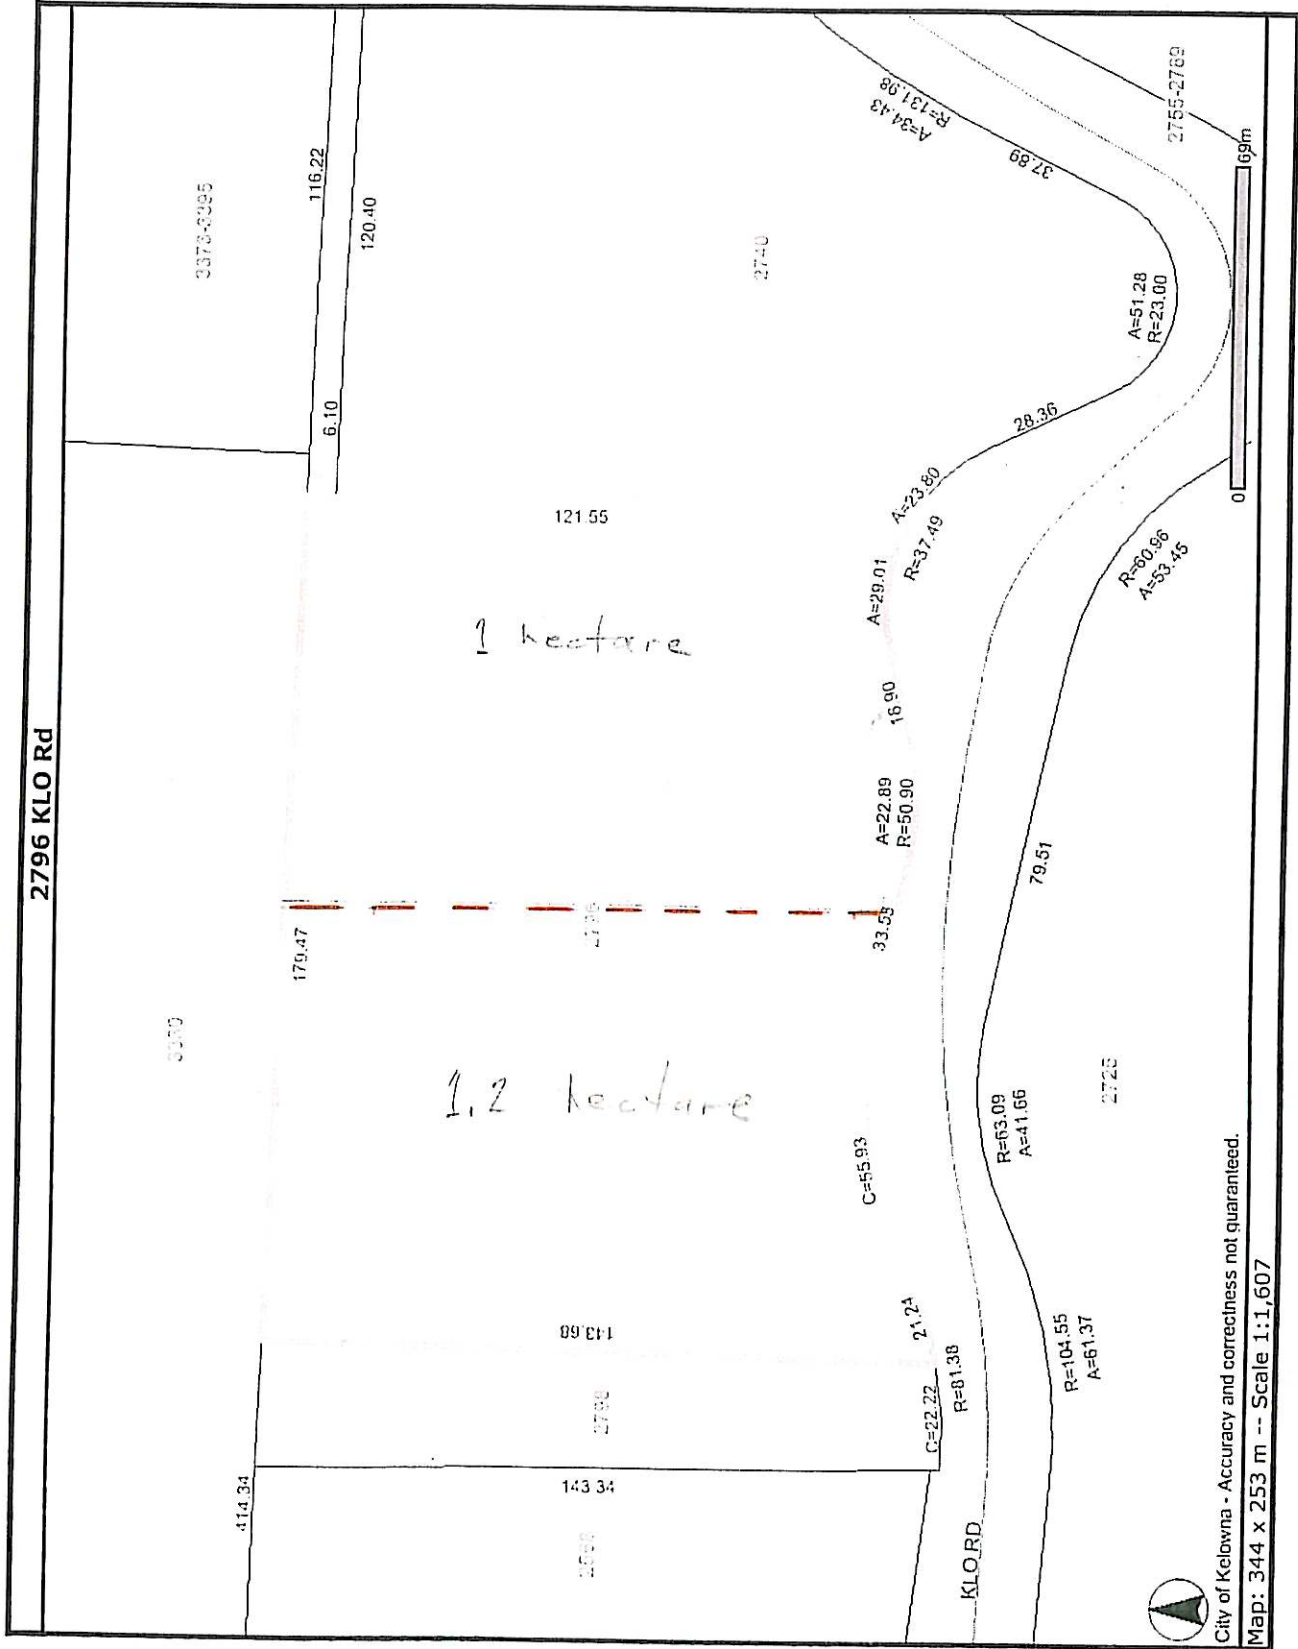 2796 KLO Rd
3330
414.34
179.47
6.10
116.22
120.40
143.34
143.68
1.2 hectare
1 hectare
121.55
2740
C=22.22
R=81.38
21.24
C=55.93
33.53
A=22.89
R=50.90
16.90
A=29.01
A=23.80
R=37.49
28.36
A=51.28
R=23.00
37.89
A=34.43
R=131.98
KLO RD
R=104.55
A=61.37
R=63.09
A=41.66
79.51
R=60.96
A=53.45
2755-2789
0 69m
City of Kelowna - Accuracy and correctness not guaranteed.
Map: 344 x 253 m -- Scale 1:1,607